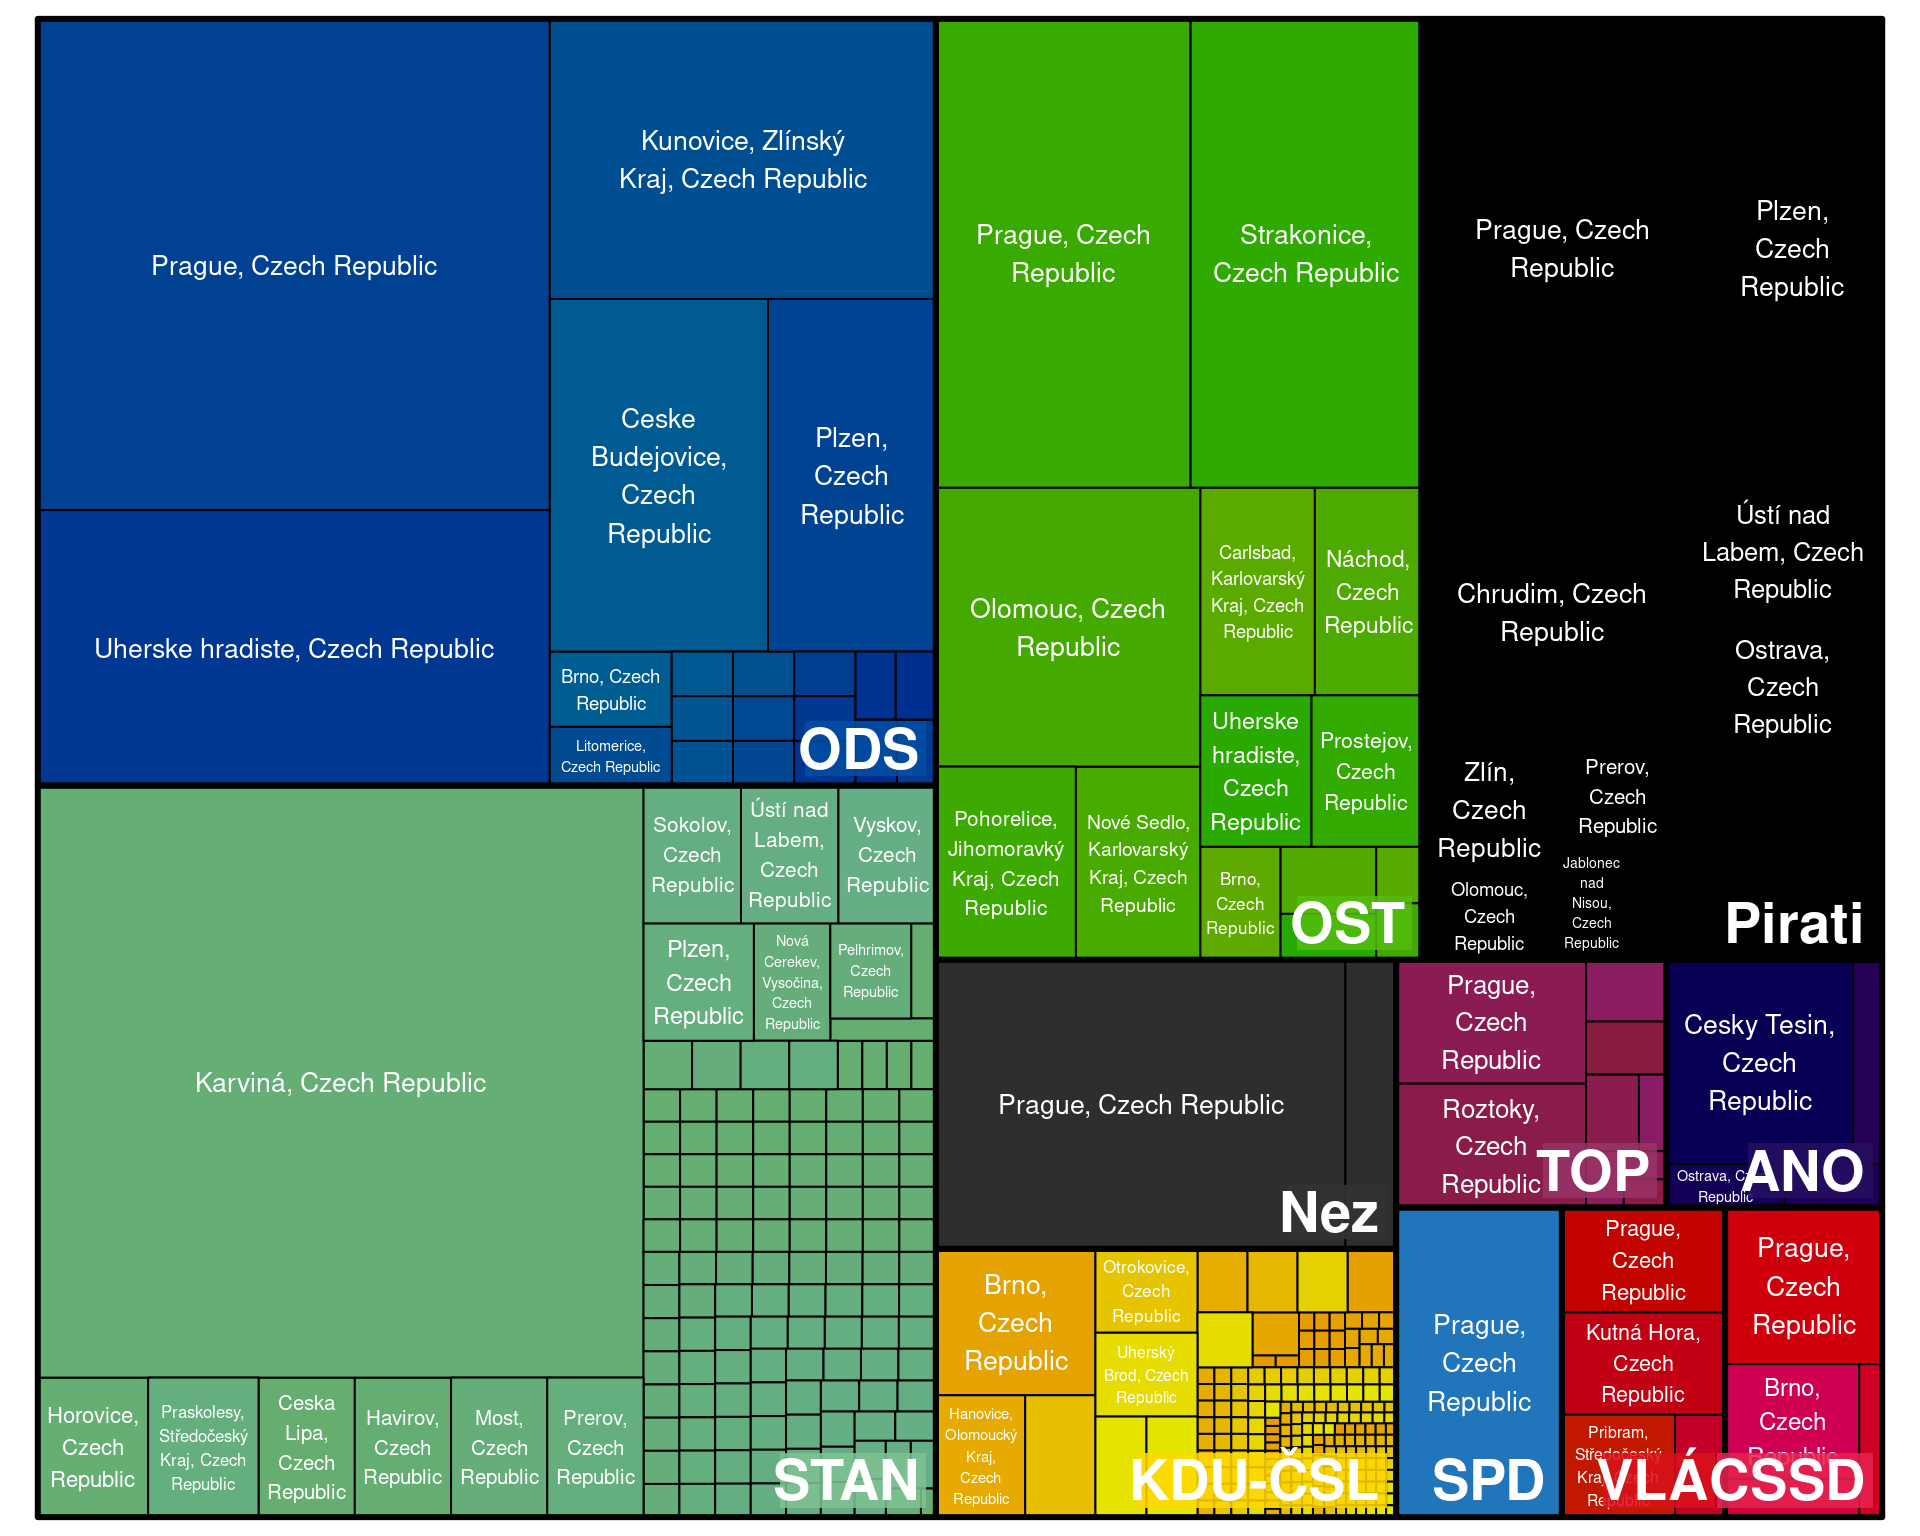 Prague, Czech Republic
Uherske hradiste, Czech Republic
Kunovice, Zlínský
Kraj, Czech Republic
Ceske
Budejovice,
Czech
Republic
Plzen,
Czech
Republic
Brno, Czech
Republic
Litomerice,
Czech Republic
ODS
Karviná, Czech Republic
Horovice,
Czech
Republic
Praskolesy,
Středočeský
Kraj, Czech
Republic
Ceska
Lipa,
Czech
Republic
Havirov,
Czech
Republic
Most,
Czech
Republic
Prerov,
Czech
Republic
Sokolov,
Czech
Republic
Ústí nad
Labem,
Czech
Republic
Vyskov,
Czech
Republic
Plzen,
Czech
Republic
Nová
Cerekev,
Vysočina,
Czech
Republic
Pelhrimov,
Czech
Republic
STAN
Prague, Czech
Republic
Strakonice,
Czech Republic
Olomouc, Czech
Republic
Carlsbad,
Karlovarský
Kraj, Czech
Republic
Náchod,
Czech
Republic
Uherske
hradiste,
Czech
Republic
Prostejov,
Czech
Republic
Pohorelice,
Jihomoravký
Kraj, Czech
Republic
Nové Sedlo,
Karlovarský
Kraj, Czech
Republic
Brno,
Czech
Republic
OST
Prague, Czech
Republic
Plzen,
Czech
Republic
Chrudim, Czech
Republic
Ústí nad
Labem, Czech
Republic
Ostrava,
Czech
Republic
Zlín,
Czech
Republic
Prerov,
Czech
Republic
Olomouc,
Czech
Republic
Jablonec
nad
Nisou,
Czech
Republic
Pirati
Prague, Czech Republic
Nez
Brno,
Czech
Republic
Hanovice,
Olomoucký
Kraj,
Czech
Republic
Otrokovice,
Czech
Republic
Uherský
Brod, Czech
Republic
KDU-ČSL
Prague,
Czech
Republic
Roztoky,
Czech
Republic
TOP
Cesky Tesin,
Czech
Republic
Ostrava, Czech
Republic
ANO
Prague,
Czech
Republic
SPD
Prague,
Czech
Republic
Kutná Hora,
Czech
Republic
Pribram,
Středočeský
Kraj, Czech
Republic
Prague,
Czech
Republic
Brno,
Czech
Republic
VLÁCSSD